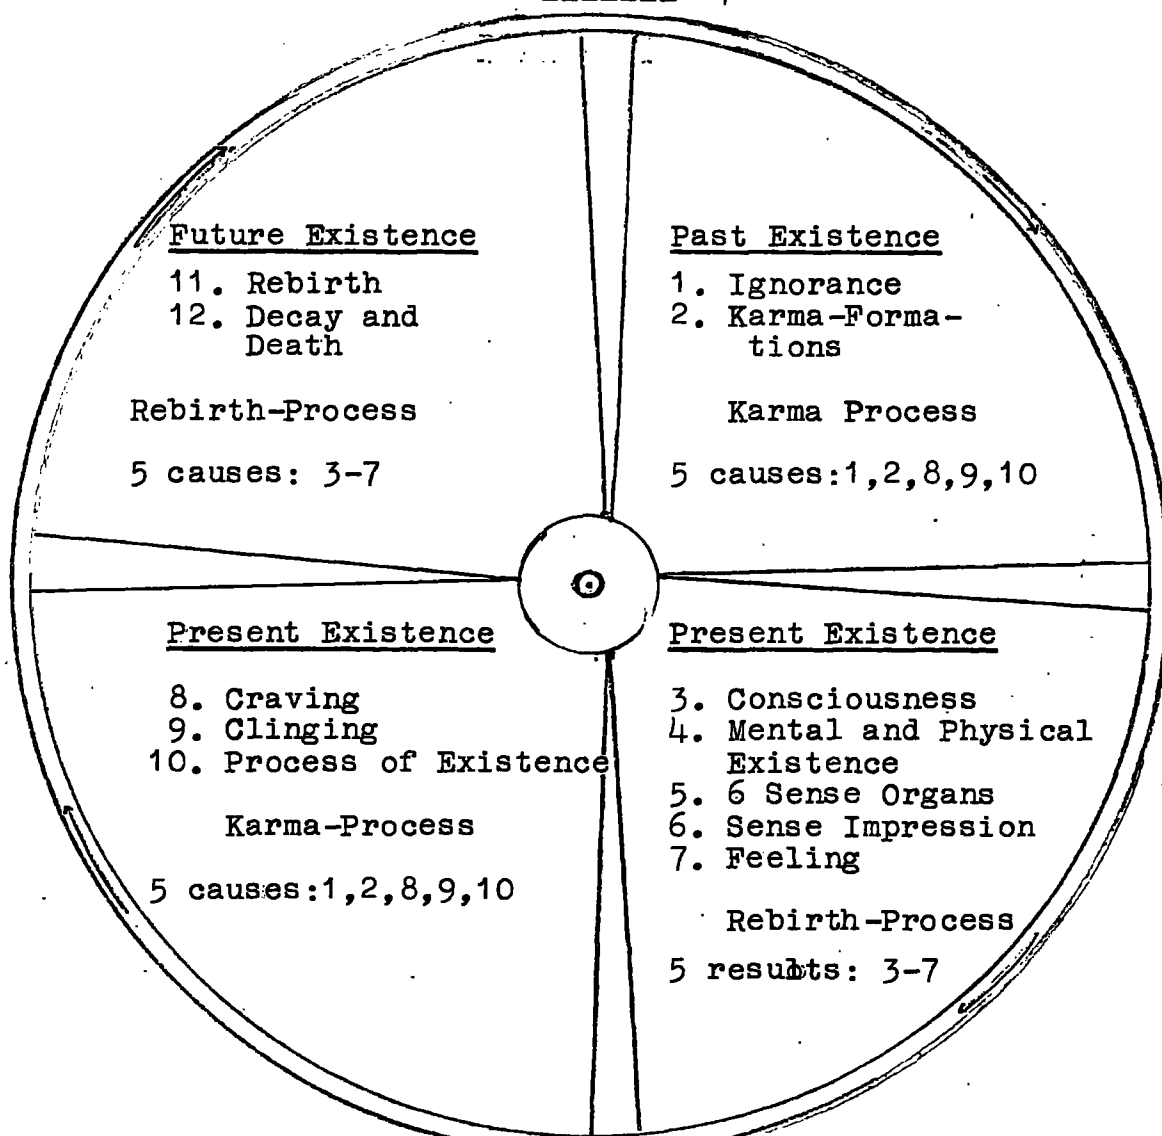 Future Existence
11. Rebirth
12. Decay and
Death
Rebirth-Process
5 causes: 3-7
Past Existence
1. Ignorance
2. Karma-Forma-
tions
Karma Process
5 causes:1,2,8,9,10
Present Existence
8. Craving
9. Clinging
10. Process of Existence
Karma-Process
5 causes:1,2,8,9,10
Present Existence
3. Consciousness
4. Mental and Physical
Existence
5. 6 Sense Organs
6. Sense Impression
7. Feeling
Rebirth-Process
5 results: 3-7